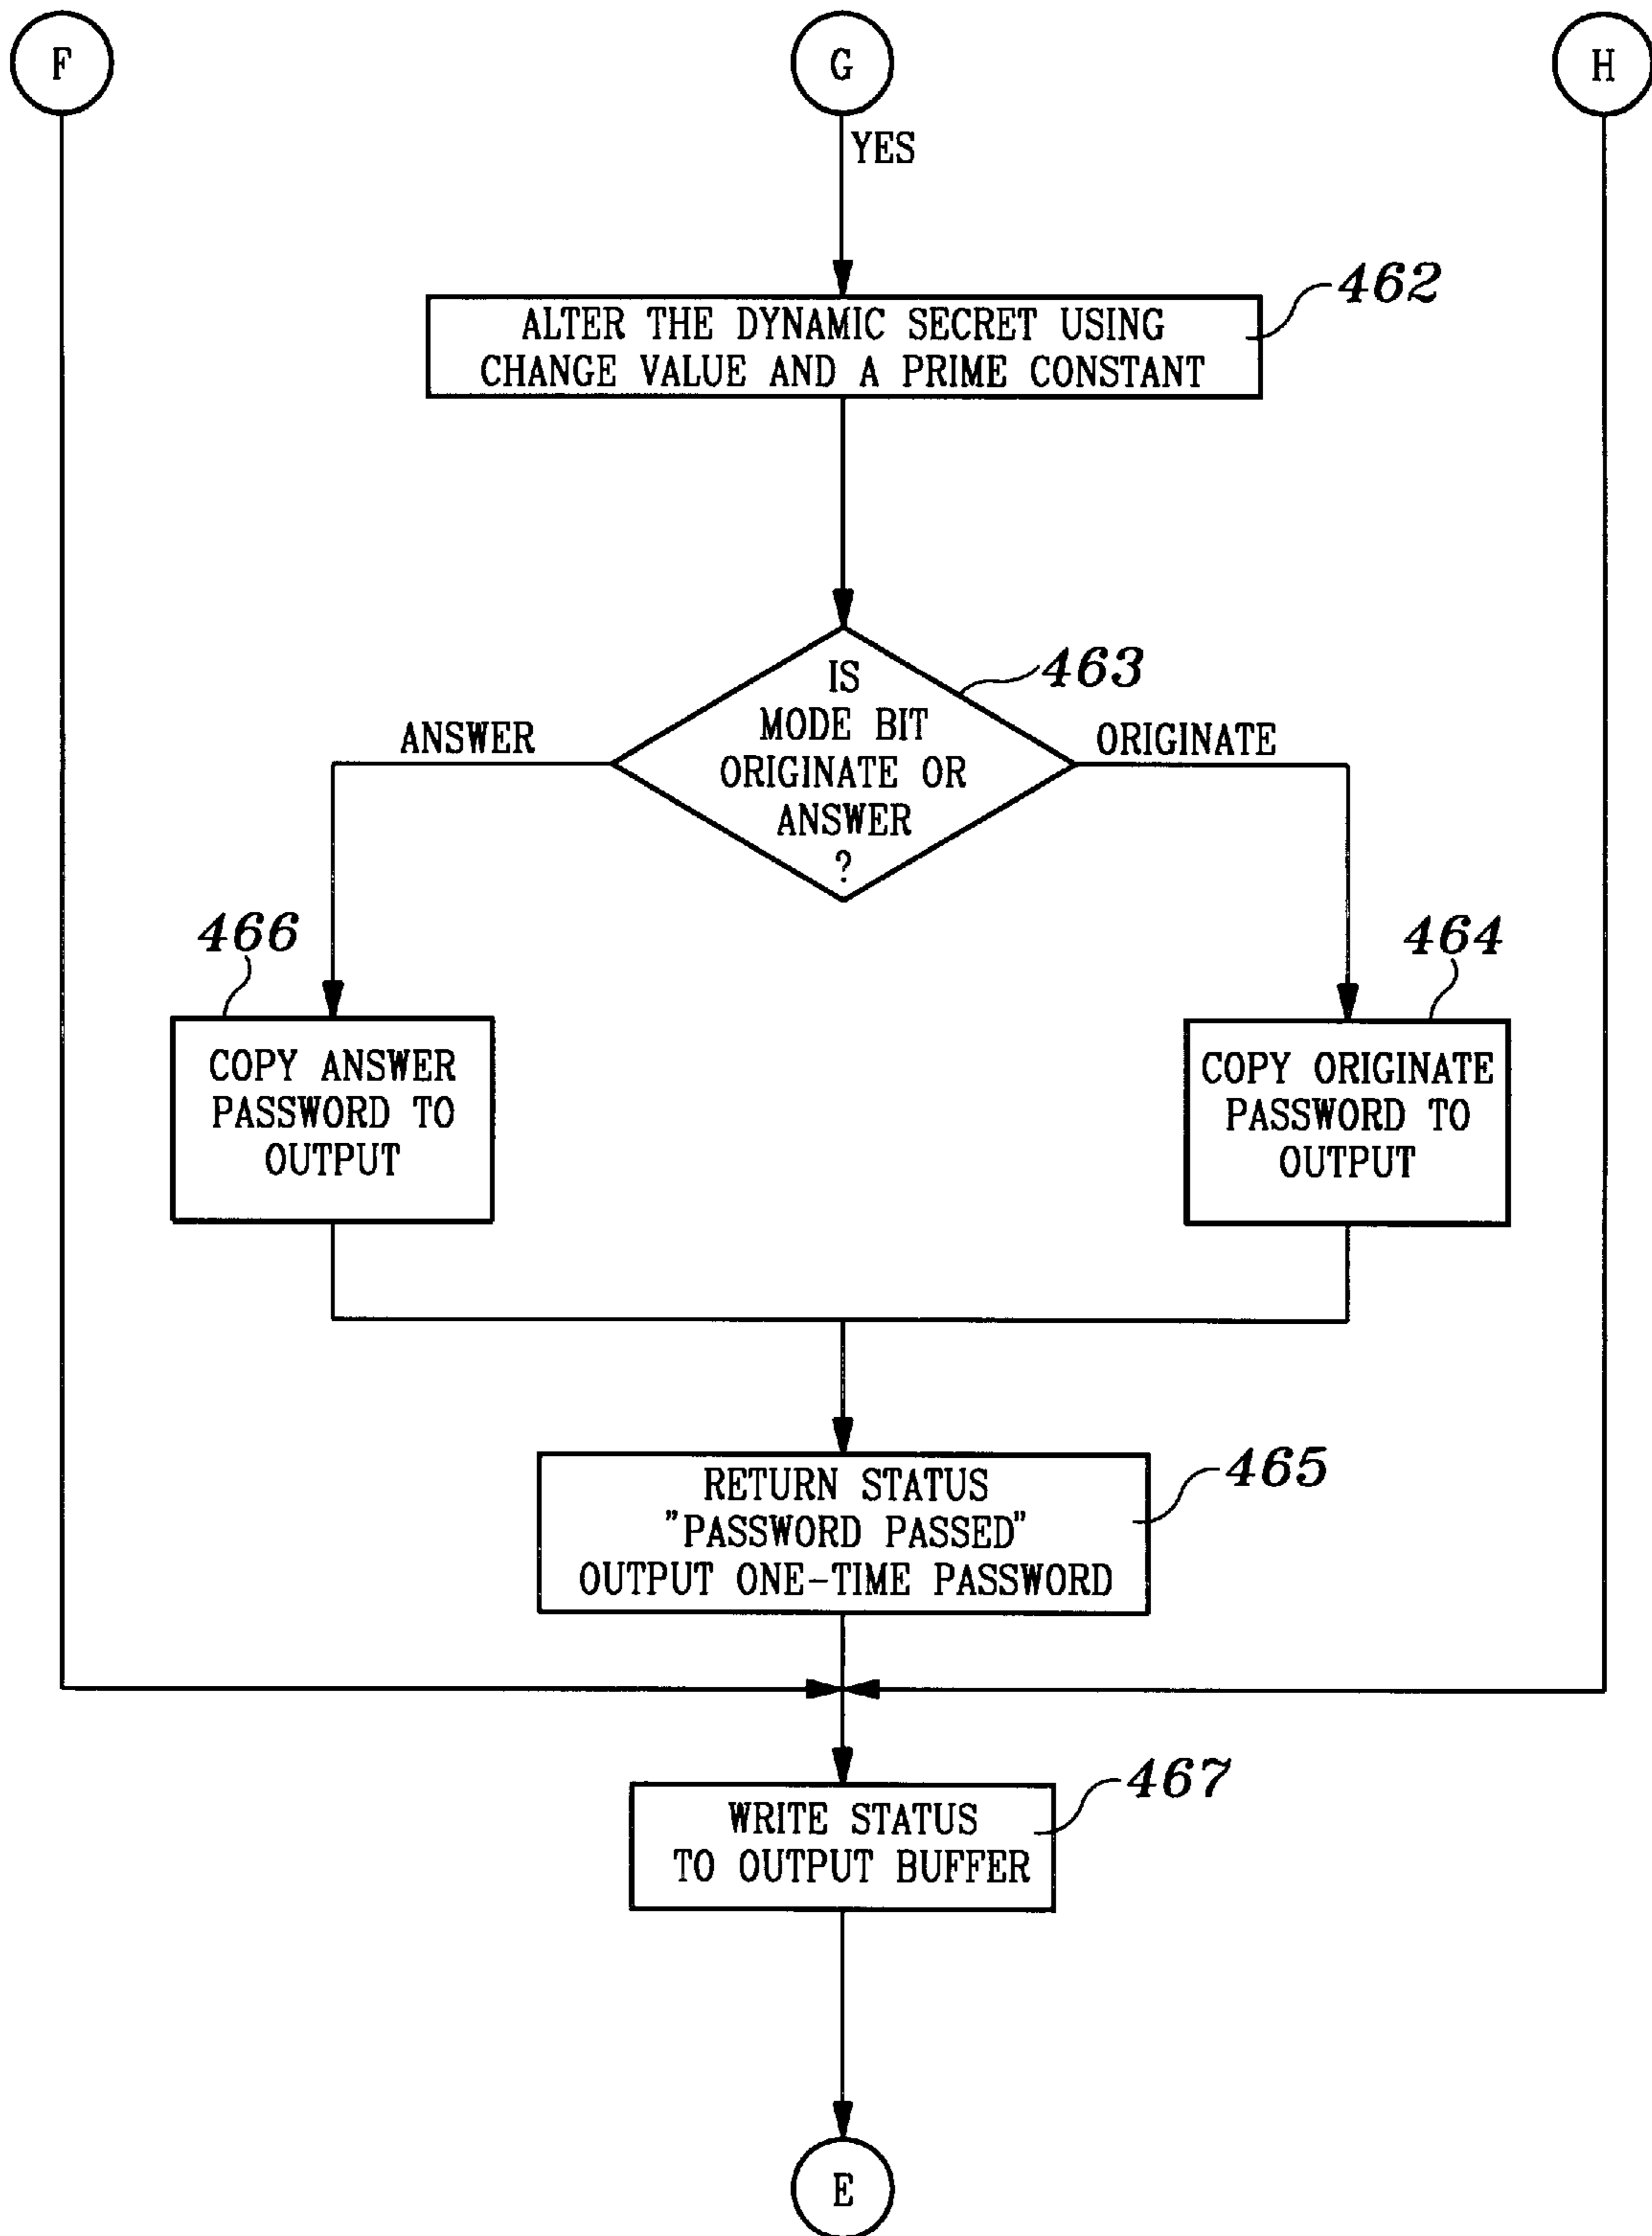 F
G
H
YES
462
ALTER THE DYNAMIC SECRET USING
CHANGE VALUE AND A PRIME CONSTANT
463
IS
MODE BIT
ORIGINATE OR
ANSWER
?
ANSWER
ORIGINATE
466
COPY ANSWER
PASSWORD TO
OUTPUT
464
COPY ORIGINATE
PASSWORD TO
OUTPUT
465
RETURN STATUS
"PASSWORD PASSED"
OUTPUT ONE-TIME PASSWORD
467
WRITE STATUS
TO OUTPUT BUFFER
E